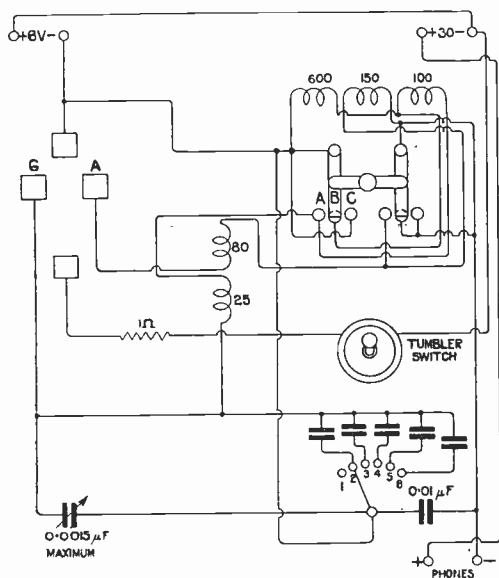 +6V-
+30-
600 150 100
G A
A B C
80
25
1Ω
TUMBLER
SWITCH
1 2 3 4 5 6
0.01 µF
0.0015 µF
MAXIMUM
+ -
PHONES